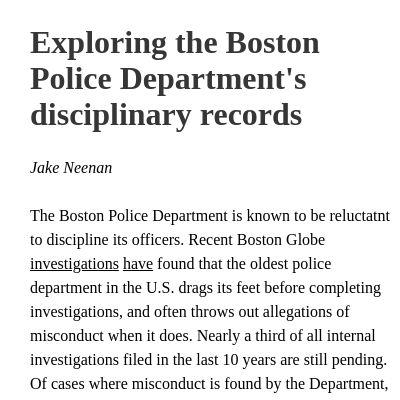 Exploring the Boston
Police Department's
disciplinary records
Jake Neenan
The Boston Police Department is known to be reluctatnt
to discipline its officers. Recent Boston Globe
investigations have found that the oldest police
department in the U.S. drags its feet before completing
investigations, and often throws out allegations of
misconduct when it does. Nearly a third of all internal
investigations filed in the last 10 years are still pending.
Of cases where misconduct is found by the Department,